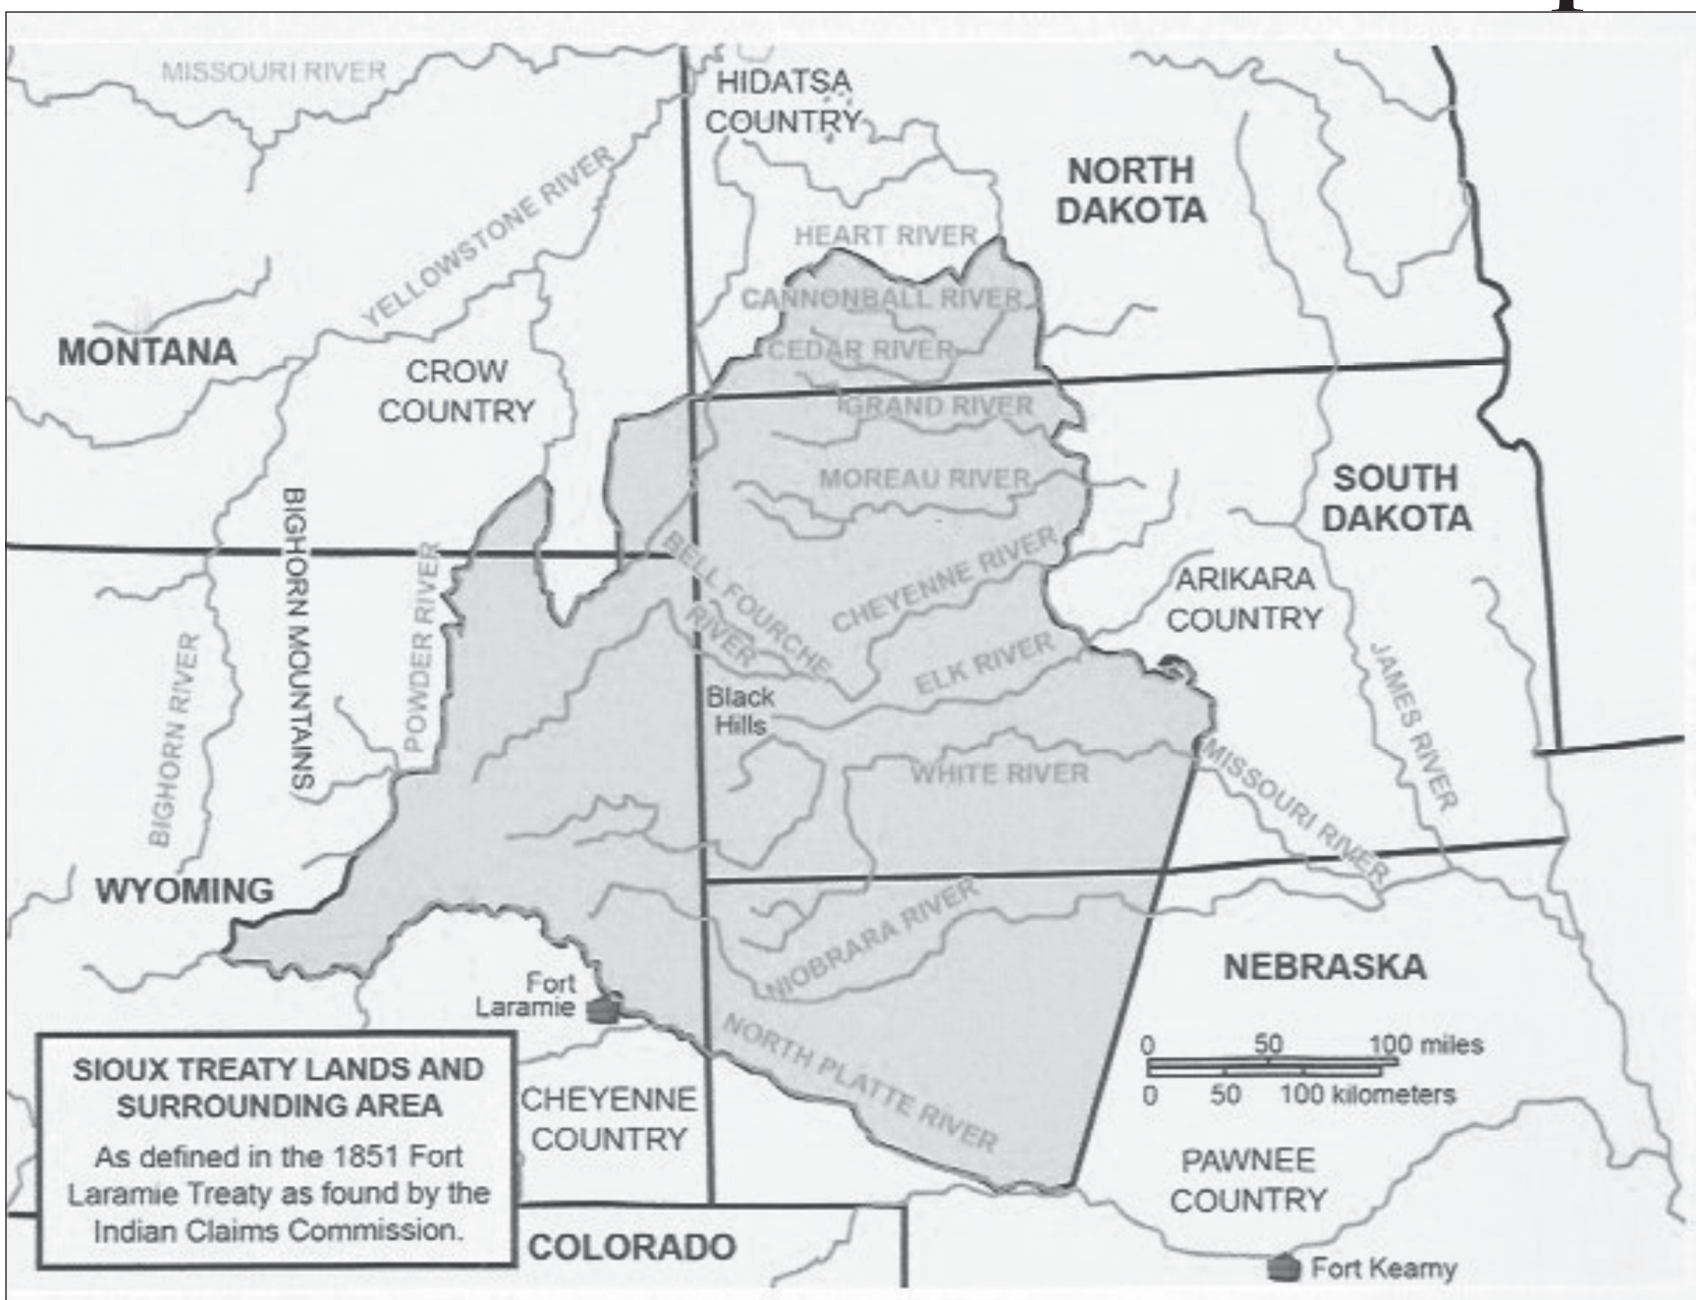 MISSOURI RIVER
HIDATSA
COUNTRY
YELLOWSTONE RIVER
NORTH
DAKOTA
HEART RIVER
CANNONBALL RIVER
CEDAR RIVER
MONTANA
CROW
COUNTRY
GRAND RIVER
MOREAU RIVER
SOUTH
DAKOTA
BIGHORN MOUNTAINS
POWDER RIVER
BIGHORN RIVER
BELL FOURCHE
RIVER
CHEYENNE RIVER
ARIKARA
COUNTRY
ELK RIVER
JAMES RIVER
Black
Hills
WHITE RIVER
MISSOURI RIVER
WYOMING
NIOBRARA RIVER
NEBRASKA
Fort
Laramie
NORTH PLATTE RIVER
0 50 100 miles
0 50 100 kilometers
SIOUX TREATY LANDS AND
SURROUNDING AREA
As defined in the 1851 Fort
Laramie Treaty as found by the
Indian Claims Commission.
CHEYENNE
COUNTRY
PAWNEE
COUNTRY
COLORADO
Fort Kearny